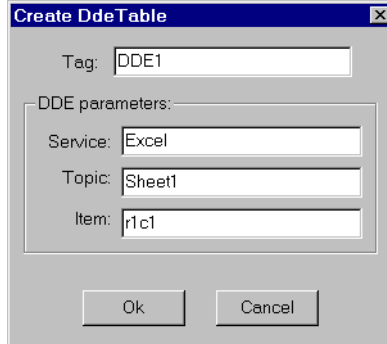 Create DdeTable
Tag: DDE1
DDE parameters:
Service: Excel
Topic: Sheet1
Item: r1c1
Ok Cancel